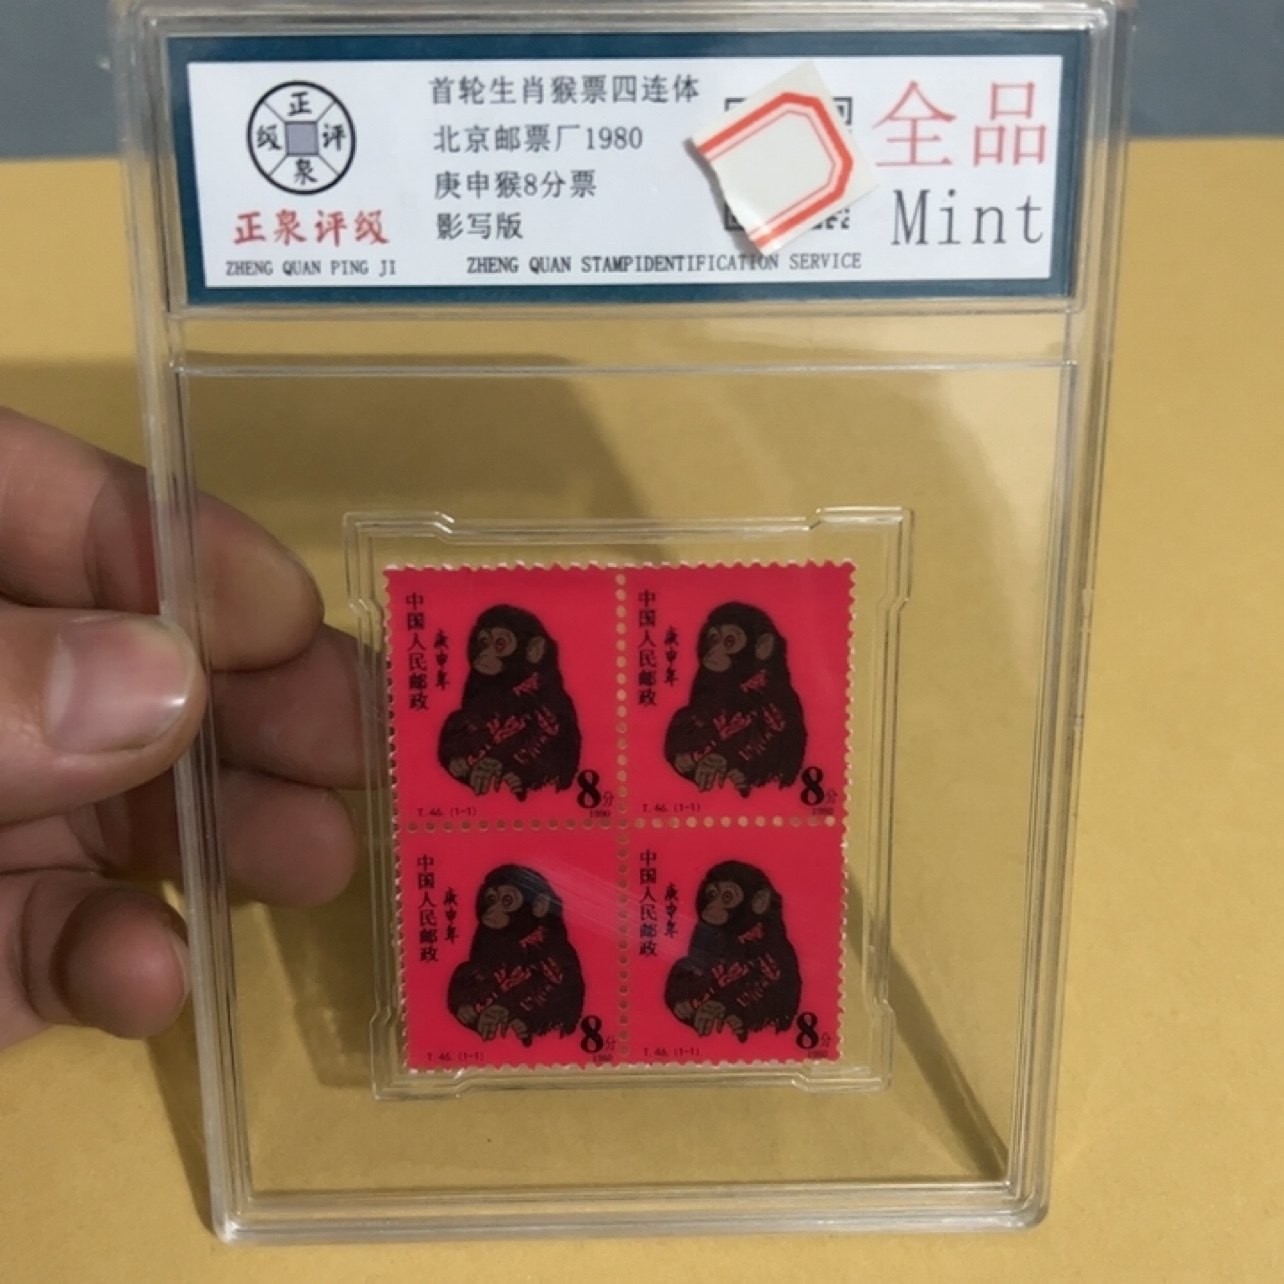 正
级 评
泉
正泉评级
ZHENG QUAN PING JI
首轮生肖猴票四连体
北京邮票厂1980
庚申猴8分票
影写版
ZHENG QUAN STAMPIDENTIFICATION SERVICE
全品
Mint
中国人民邮政
庚申年
8分
T.46.(1-1)
1980
中国人民邮政
庚申年
8分
T.46.(1-1)
1980
中国人民邮政
庚申年
8分
T.46.(1-1)
1980
中国人民邮政
庚申年
8分
T.46.(1-1)
1980